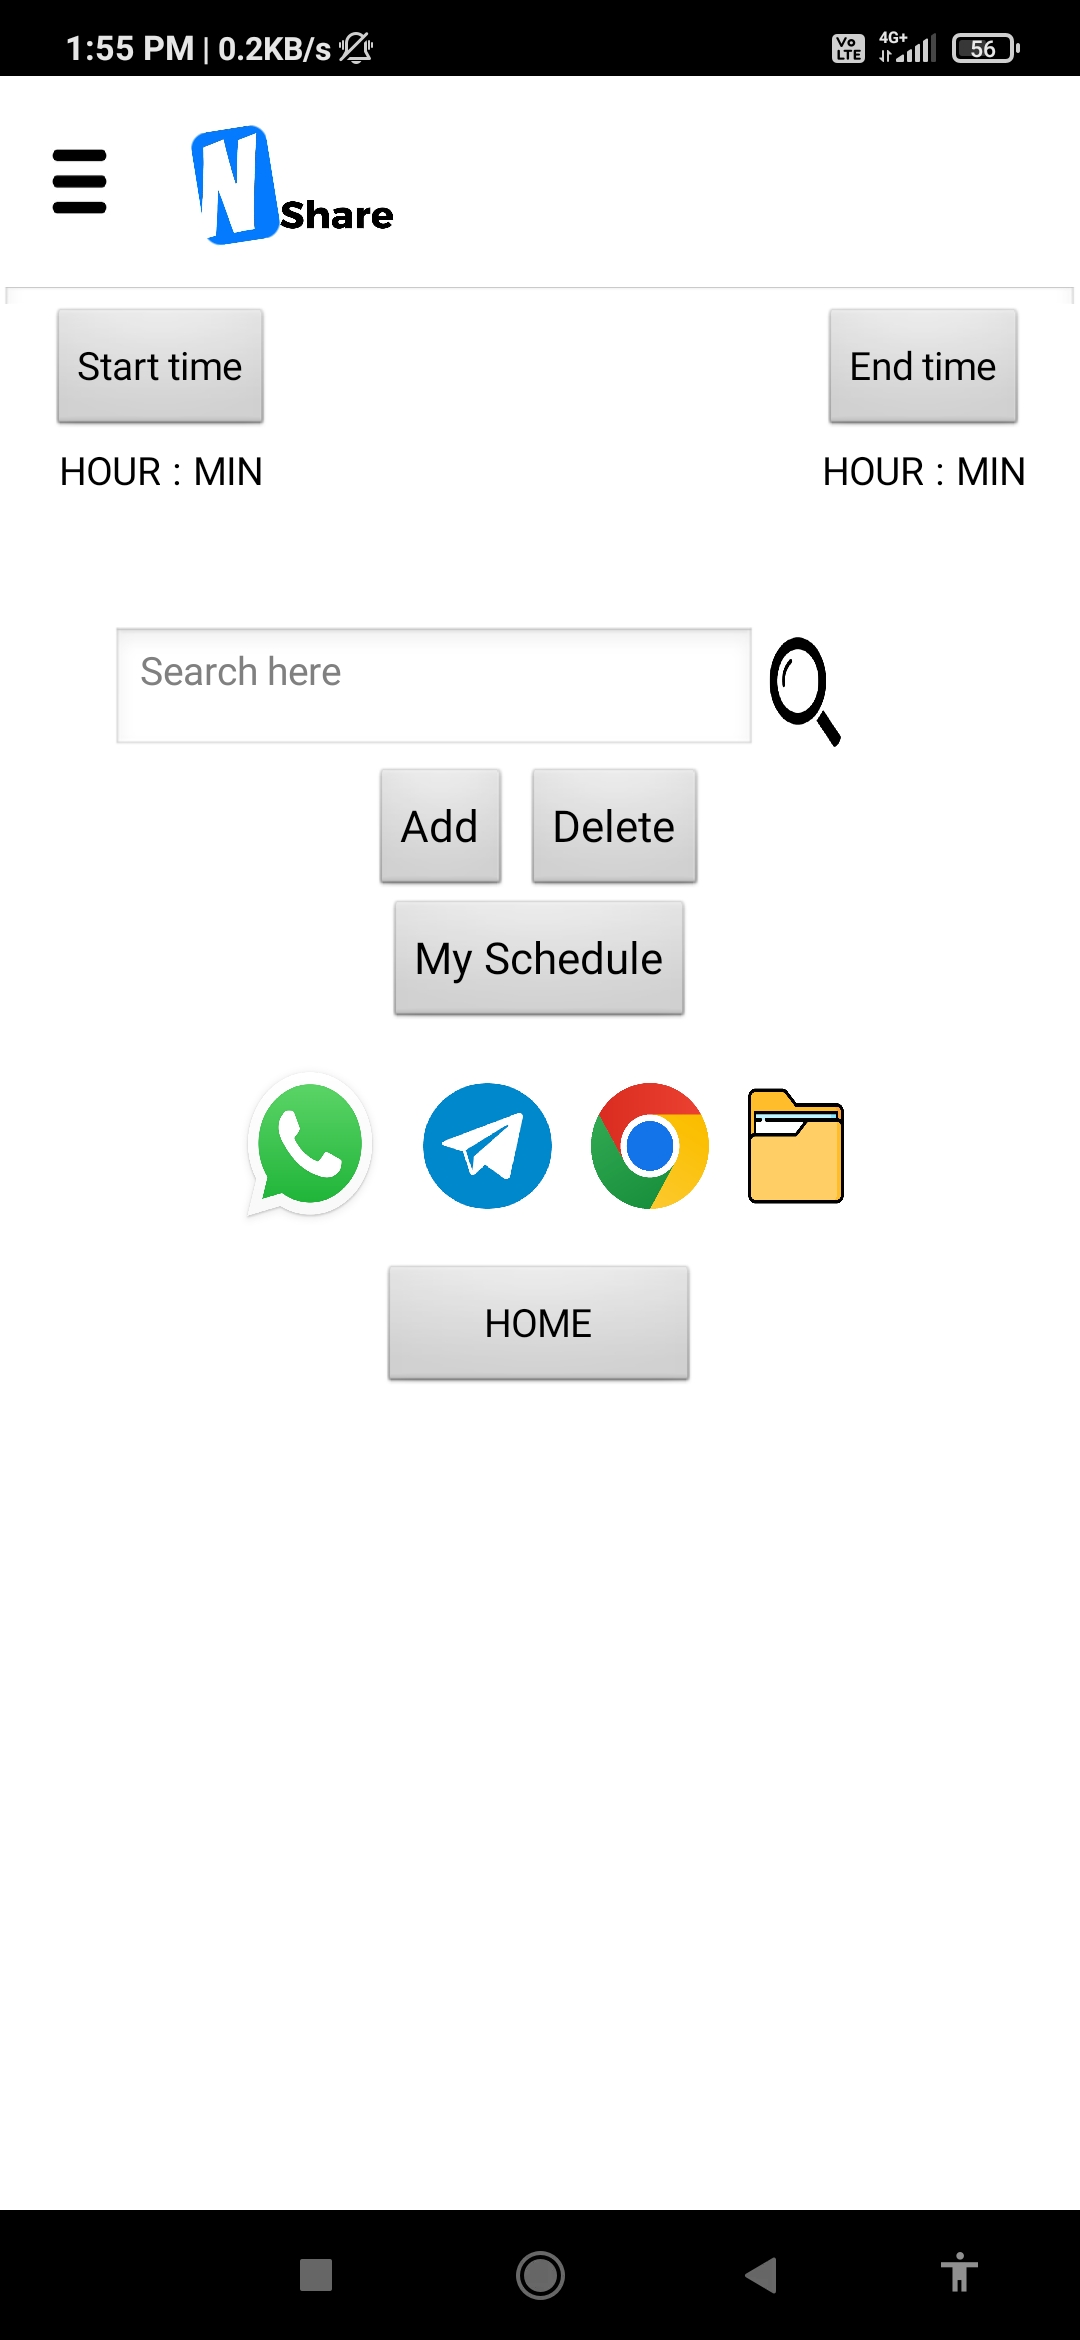 1:55 PM | 0.2KB/s Vo LTE 4G+ 56
N Share
Start time End time
HOUR : MIN HOUR : MIN
Search here
Add Delete
My Schedule
HOME